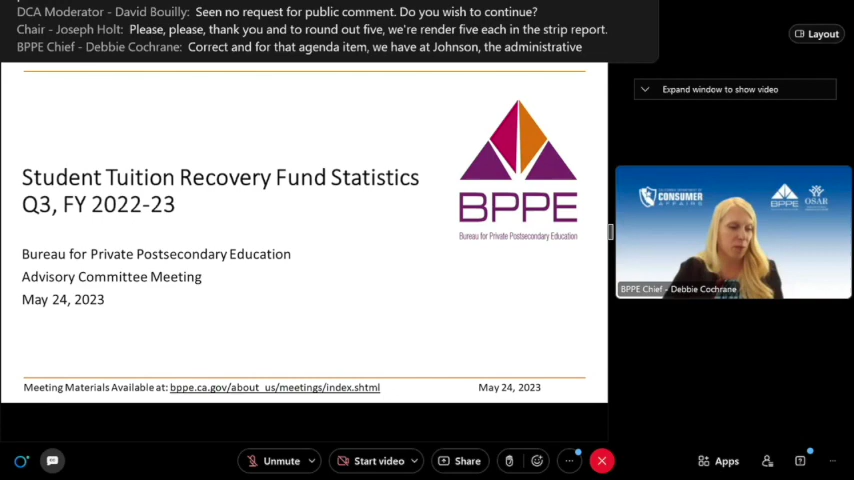 DCA Moderator - David Bouilly: Seen no request for public comment. Do you wish to continue?
Chair - Joseph Holt: Please, please, thank you and to round out five, we're render five each in the strip report.
BPPE Chief - Debbie Cochrane: Correct and for that agenda item, we have at Johnson, the administrative
Layout
Expand window to show video
Student Tuition Recovery Fund Statistics
Q3, FY 2022-23
BPPE
Bureau for Private Postsecondary Education
Bureau for Private Postsecondary Education
Advisory Committee Meeting
May 24, 2023
CONSUMER
AFFAIRS
BPPE
OSAR
BPPE Chief - Debbie Cochrane
Meeting Materials Available at: bppe.ca.gov/about_us/meetings/index.shtml
May 24, 2023
Unmute
Start video
Share
Apps